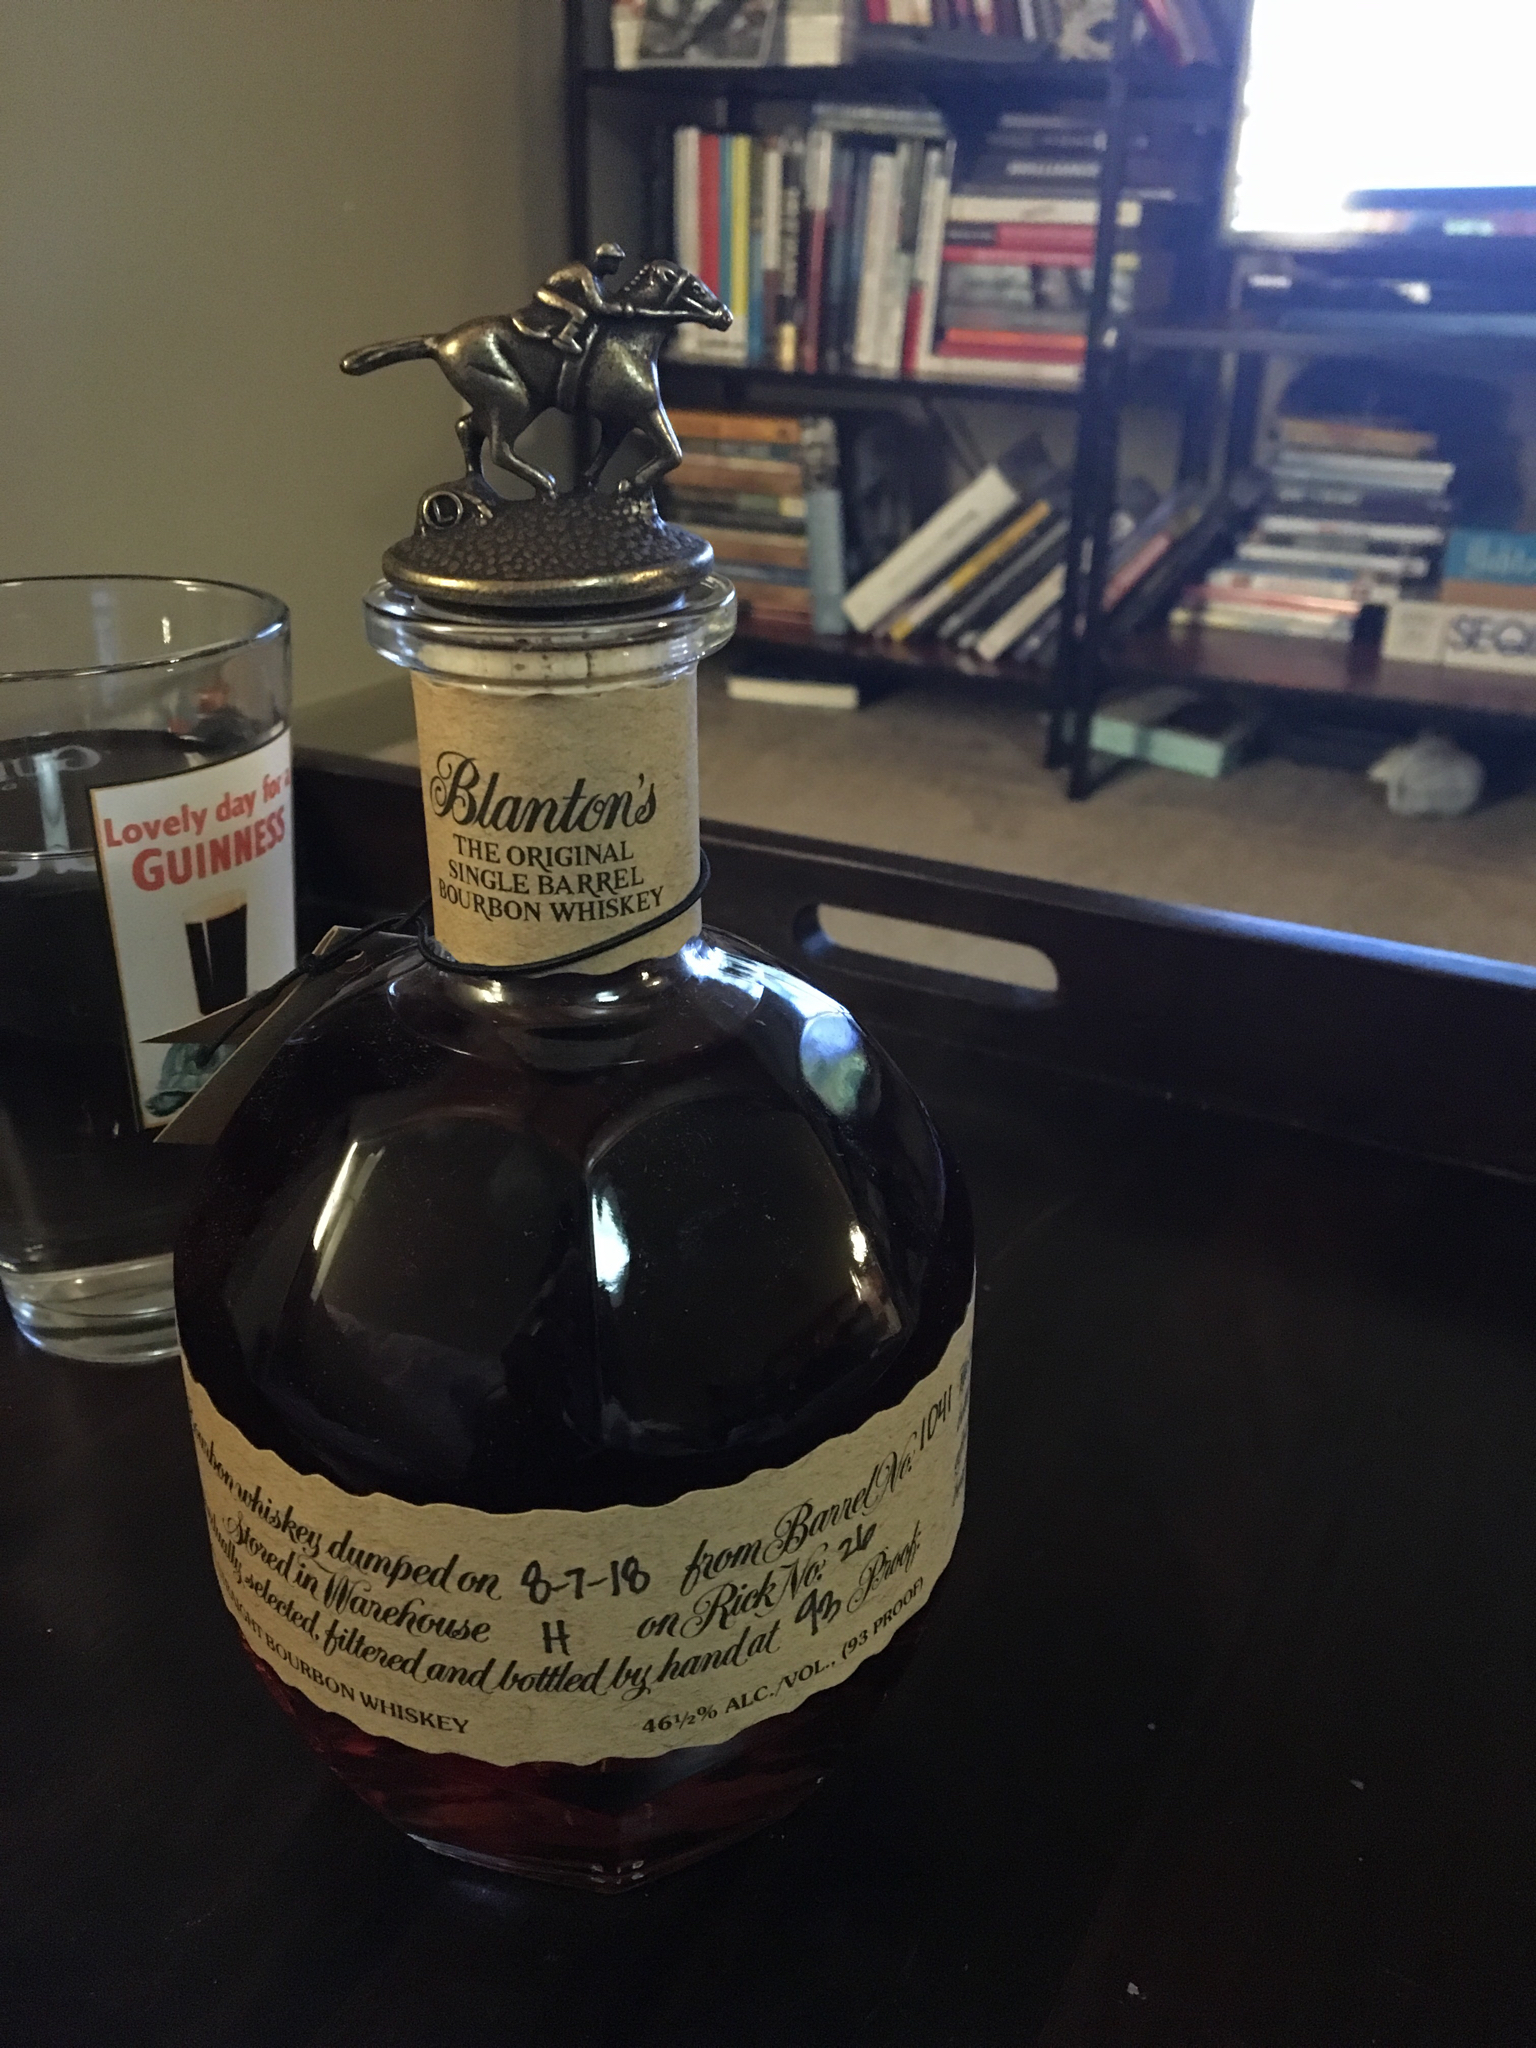 Lovely day for a
GUINNESS
L
Blanton's
THE ORIGINAL
SINGLE BARREL
BOURBON WHISKEY
whiskey dumped on 8-7-18 from Barrel No. 1041
Stored in Warehouse H on Rick No. 26
selected, filtered and bottled by hand at 93 Proof.
BOURBON WHISKEY 46½% ALC./VOL., (93 PROOF)